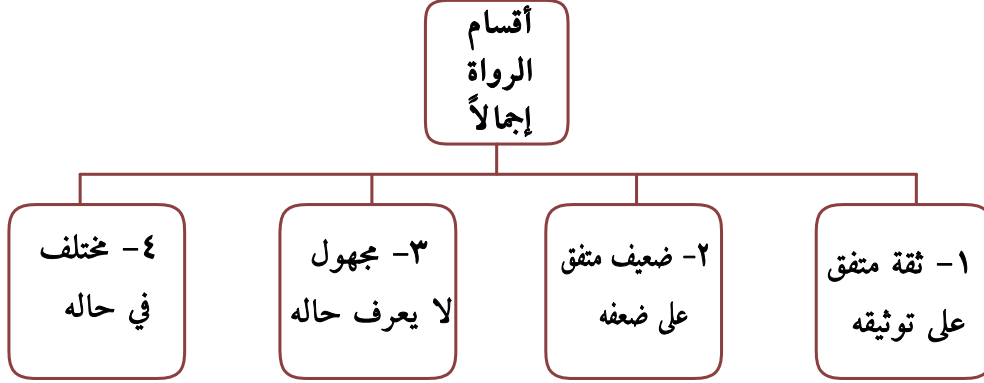 أقسام
الرواة
إجمالاً
١- ثقة متفق
على توثيقه
٢- ضعيف متفق
على ضعفه
٣- مجهول
لا يعرف حاله
٤- مختلف
في حاله